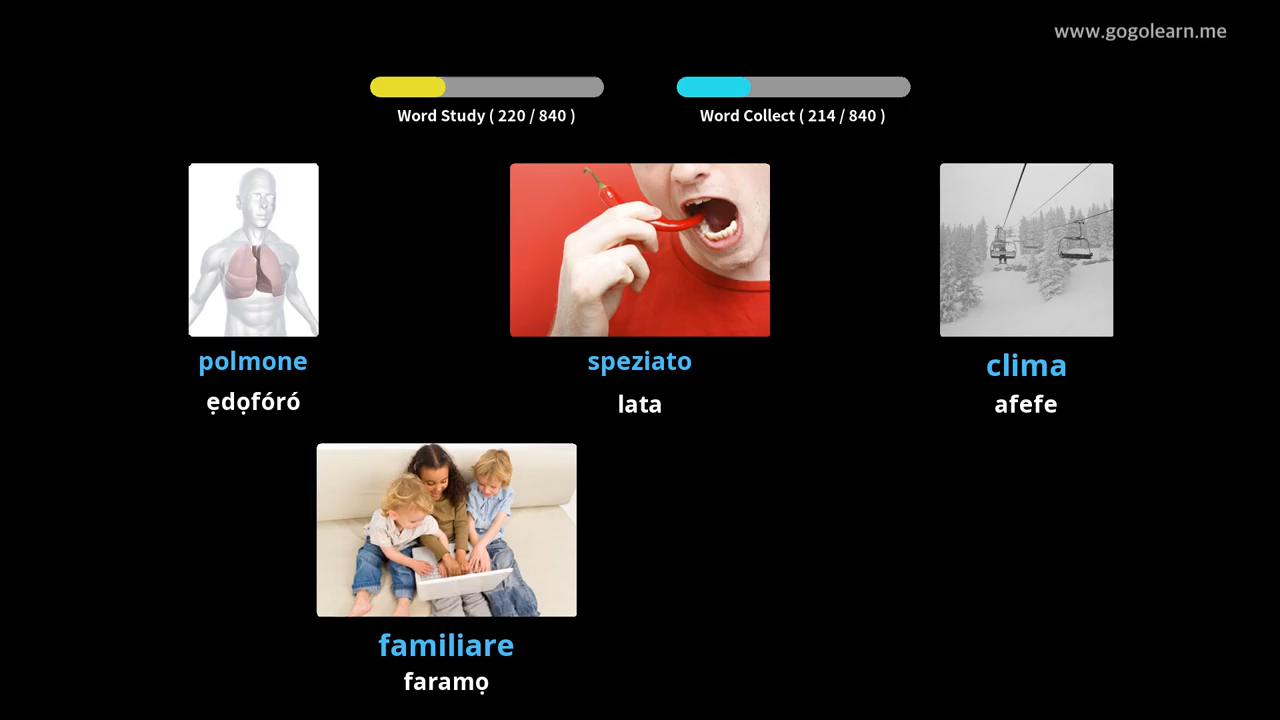 www.gogolearn.me
Word Study ( 220 / 840 )
Word Collect ( 214 / 840 )
polmone
ẹdọfóró
speziato
lata
clima
afefe
familiare
faramọ